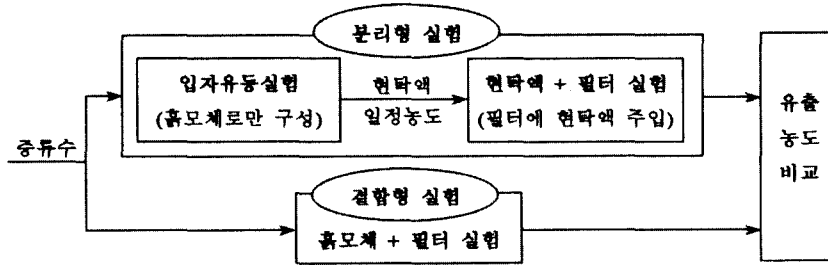 분리형 실험
입자유동실험
(흙모체로만 구성)
현탁액
일정농도
현탁액 + 필터 실험
(필터에 현탁액 주입)
유출
농도
비교
증류수
결합형 실험
흙모체 + 필터 실험